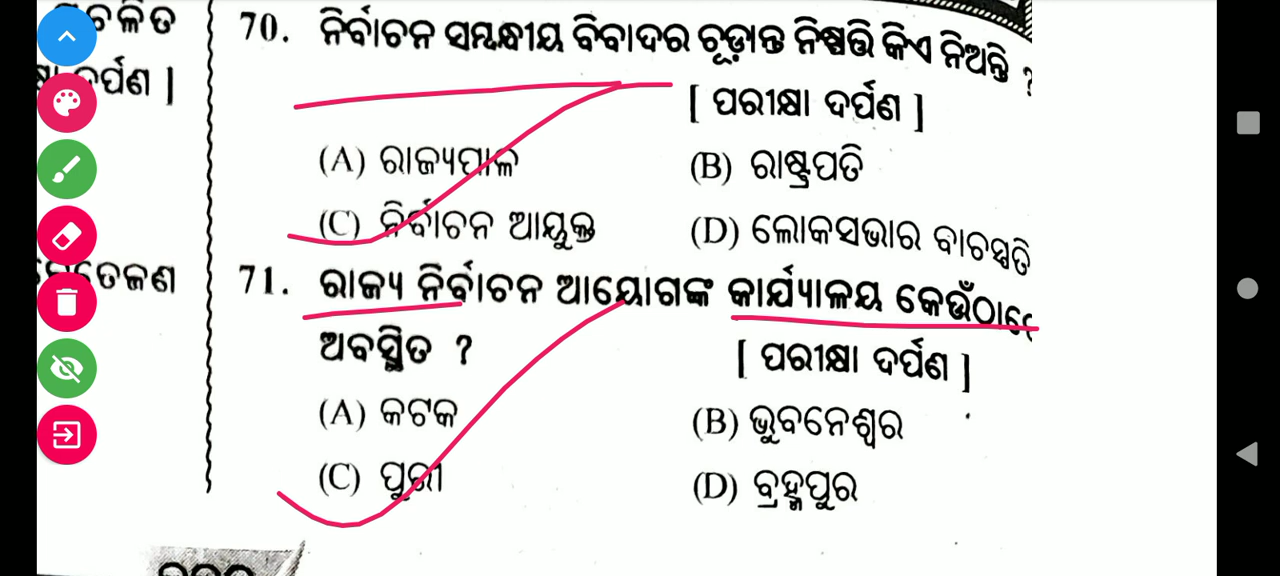 70. ନିର୍ବାଚନ ସମ୍ବନ୍ଧୀୟ ବିବାଦର ଚୂଡ଼ାନ୍ତ ନିଷ୍ପତ୍ତି କିଏ ନିଅନ୍ତି ?
[ ପରୀକ୍ଷା ଦର୍ପଣ ]
(A) ରାଜ୍ୟପାଳ (B) ରାଷ୍ଟ୍ରପତି
(C) ନିର୍ବାଚନ ଆୟୁକ୍ତ (D) ଲୋକସଭାର ବାଚସ୍ପତି
71. ରାଜ୍ୟ ନିର୍ବାଚନ ଆୟୋଗଙ୍କ କାର୍ଯ୍ୟାଳୟ କେଉଁଠାରେ
ଅବସ୍ଥିତ ? [ ପରୀକ୍ଷା ଦର୍ପଣ ]
(A) କଟକ (B) ଭୁବନେଶ୍ୱର
(C) ପୁରୀ (D) ବ୍ରହ୍ମପୁର